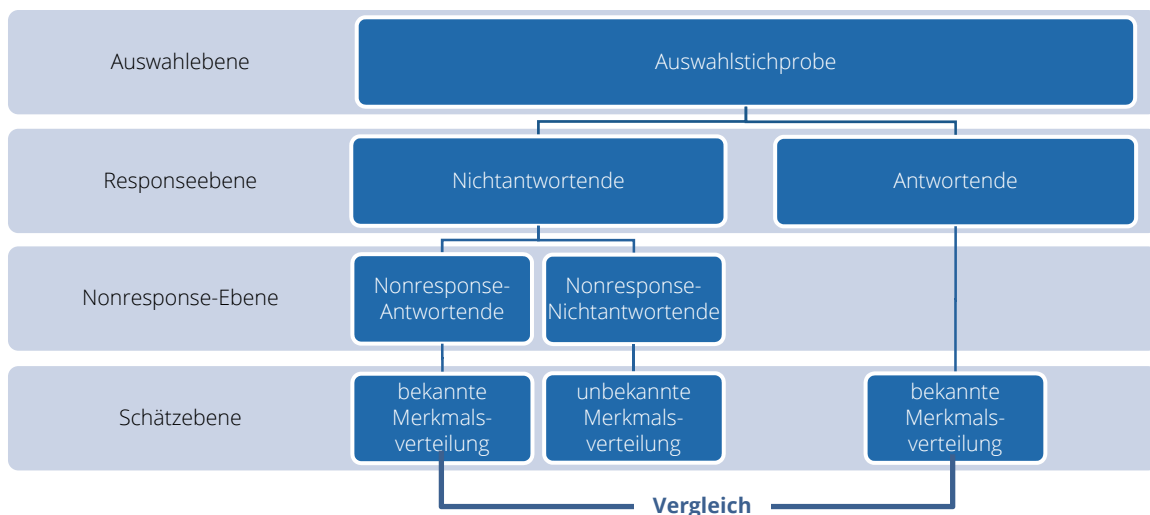 Auswahlebene
Auswahlstichprobe
Responseebene
Nichtantwortende
Antwortende
Nonresponse-Ebene
Nonresponse-
Antwortende
Nonresponse-
Nichtantwortende
Schätzebene
bekannte
Merkmals-
verteilung
unbekannte
Merkmals-
verteilung
bekannte
Merkmals-
verteilung
Vergleich